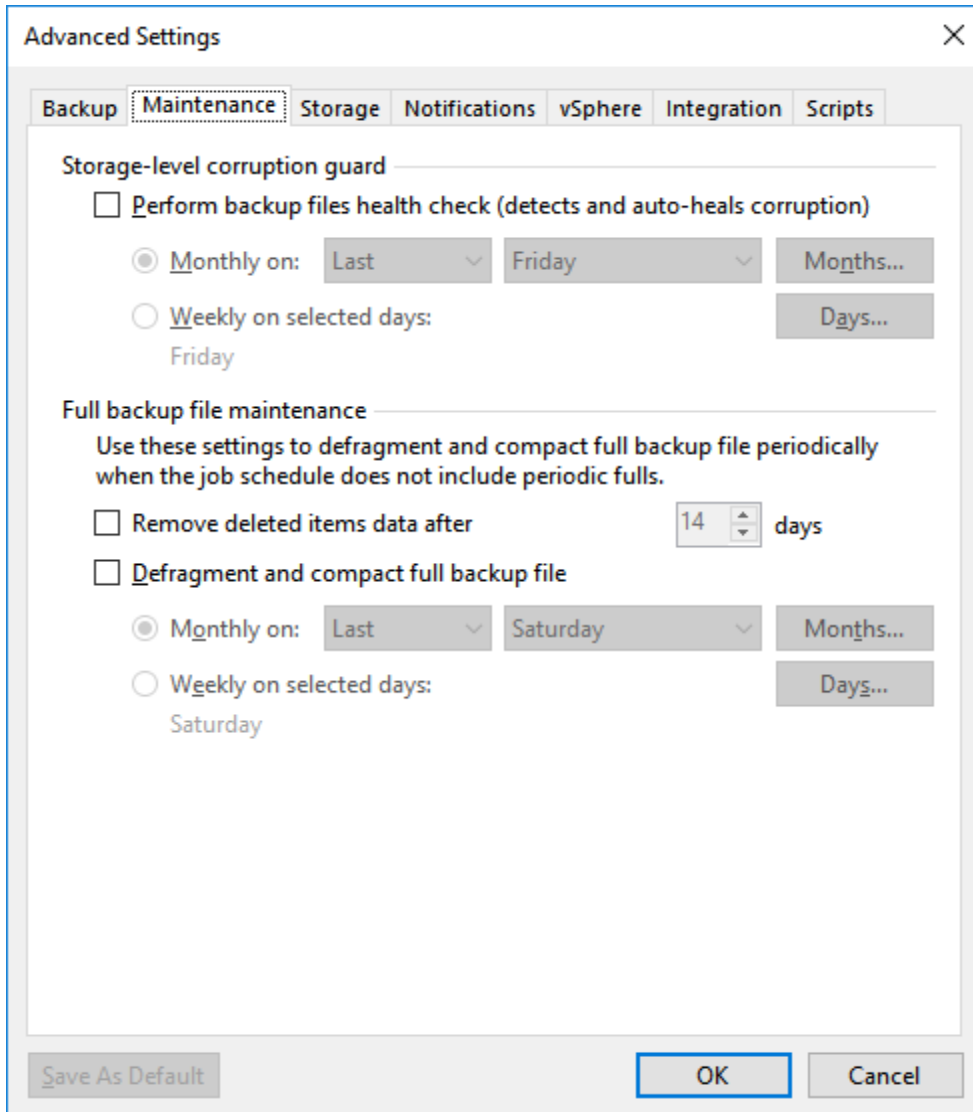 Advanced Settings
Backup Maintenance Storage Notifications vSphere Integration Scripts
Storage-level corruption guard
Perform backup files health check (detects and auto-heals corruption)
Monthly on: Last Friday Months...
Weekly on selected days: Days...
Friday
Full backup file maintenance
Use these settings to defragment and compact full backup file periodically
when the job schedule does not include periodic fulls.
Remove deleted items data after 14 days
Defragment and compact full backup file
Monthly on: Last Saturday Months...
Weekly on selected days: Days...
Saturday
Save As Default OK Cancel